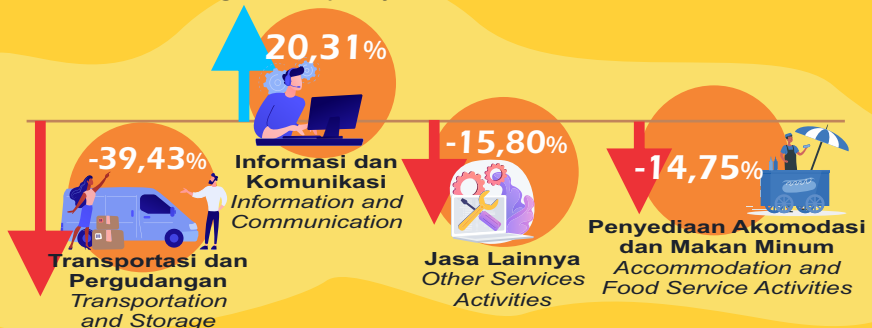 20,31%
Informasi dan
Komunikasi
Information and
Communication
-39,43%
Transportasi dan
Pergudangan
Transportation
and Storage
-15,80%
Jasa Lainnya
Other Services
Activities
-14,75%
Penyediaan Akomodasi
dan Makan Minum
Accommodation and
Food Service Activities